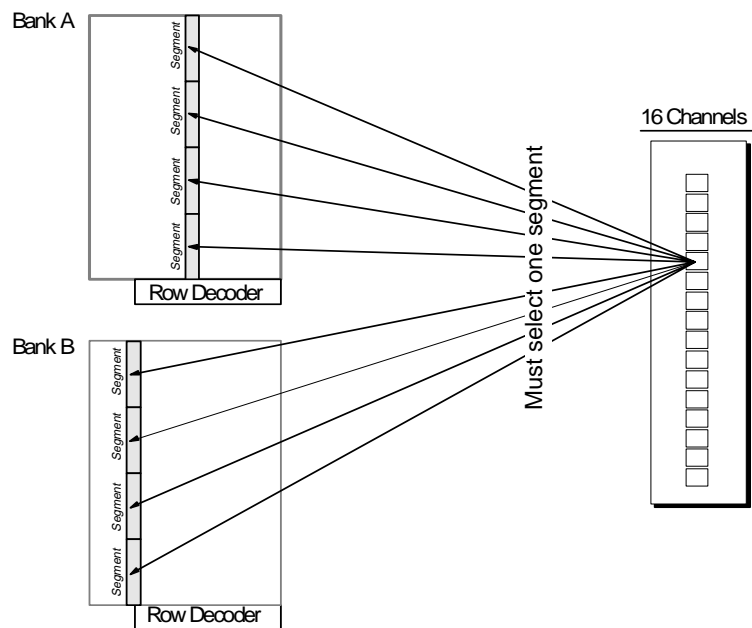 Bank A
Segment
Segment
Segment
Segment
Row Decoder
Bank B
Segment
Segment
Segment
Segment
Row Decoder
Must select one segment
16 Channels